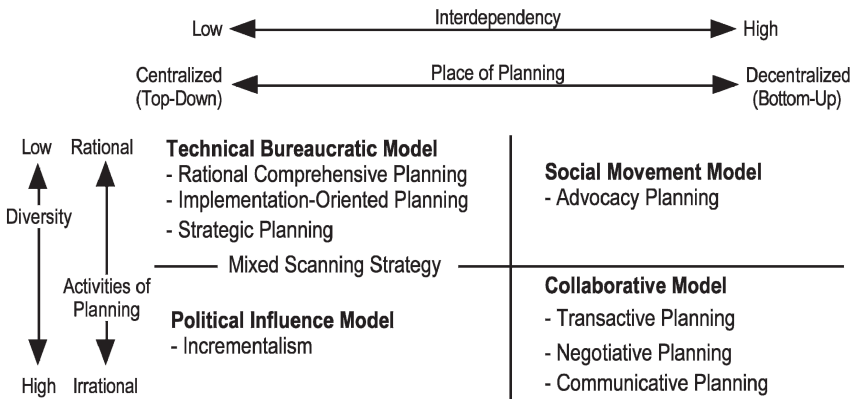 Interdependency
Low High
Place of Planning
Centralized
(Top-Down)
Decentralized
(Bottom-Up)
Low Rational
Diversity
Activities of
Planning
High Irrational
Technical Bureaucratic Model
- Rational Comprehensive Planning
- Implementation-Oriented Planning
- Strategic Planning
Mixed Scanning Strategy
Social Movement Model
- Advocacy Planning
Political Influence Model
- Incrementalism
Collaborative Model
- Transactive Planning
- Negotiative Planning
- Communicative Planning